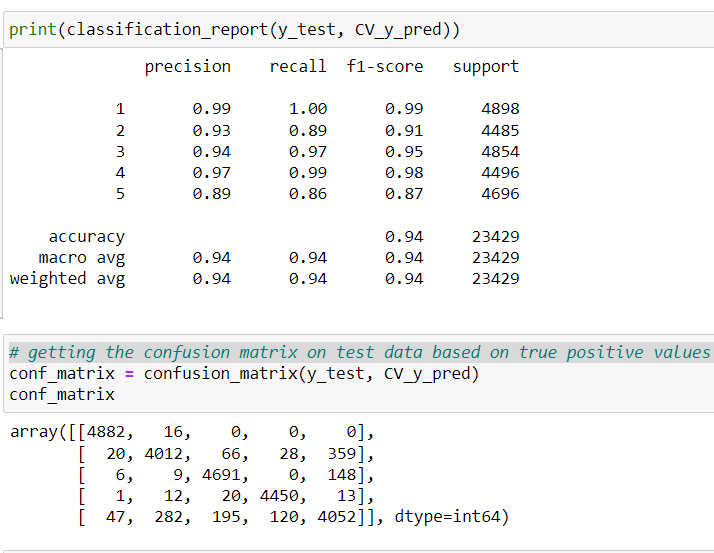 print(classification_report(y_test, CV_y_pred))
precision recall f1-score support
1 0.99 1.00 0.99 4898
2 0.93 0.89 0.91 4485
3 0.94 0.97 0.95 4854
4 0.97 0.99 0.98 4496
5 0.89 0.86 0.87 4696
accuracy 0.94 23429
macro avg 0.94 0.94 0.94 23429
weighted avg 0.94 0.94 0.94 23429
# getting the confusion matrix on test data based on true positive values
conf_matrix = confusion_matrix(y_test, CV_y_pred)
conf_matrix
array([[4882, 16, 0, 0, 0],
[ 20, 4012, 66, 28, 359],
[ 6, 9, 4691, 0, 148],
[ 1, 12, 20, 4450, 13],
[ 47, 282, 195, 120, 4052]], dtype=int64)